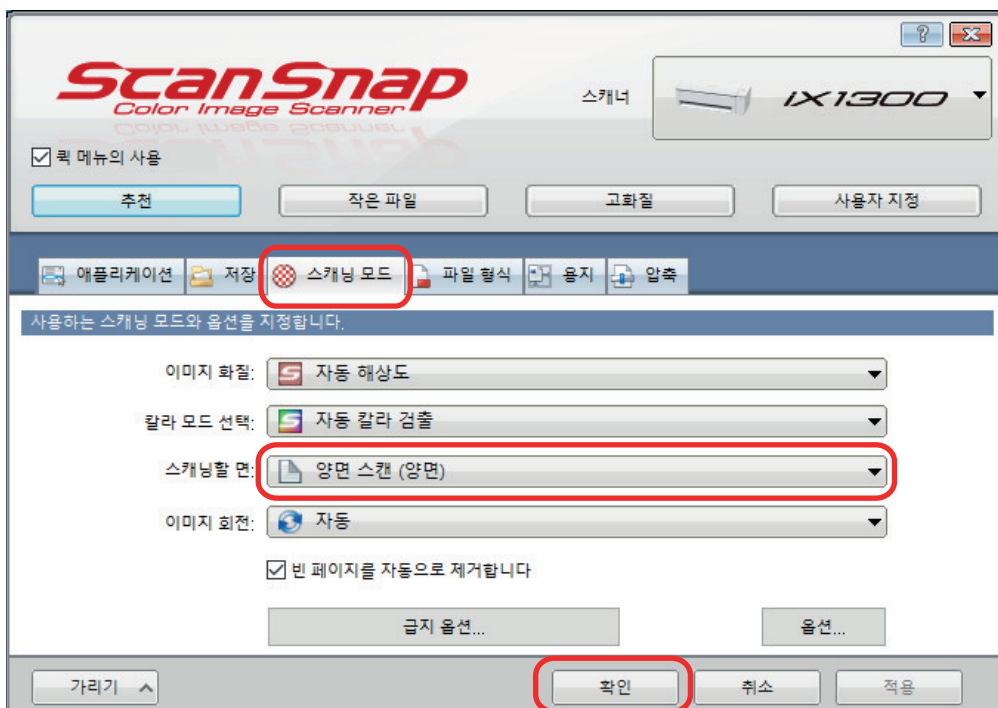 ScanSnap
Color Image Scanner
스캐너
iX1300
퀵 메뉴의 사용
추천
작은 파일
고화질
사용자 지정
애플리케이션
저장
스캐닝 모드
파일 형식
용지
압축
사용하는 스캐닝 모드와 옵션을 지정합니다.
이미지 화질: 자동 해상도
칼라 모드 선택: 자동 칼라 검출
스캐닝할 면: 양면 스캔 (양면)
이미지 회전: 자동
빈 페이지를 자동으로 제거합니다
급지 옵션...
옵션...
가리기
확인
취소
적용